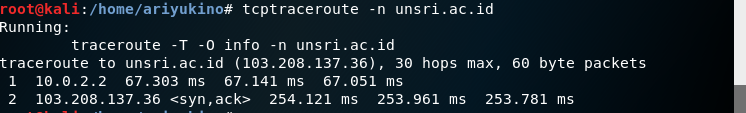 root@kali:/home/ariyukino# tcptraceroute -n unsri.ac.id
Running:
        traceroute -T -O info -n unsri.ac.id
traceroute to unsri.ac.id (103.208.137.36), 30 hops max, 60 byte packets
 1  10.0.2.2  67.303 ms  67.141 ms  67.051 ms
 2  103.208.137.36 <syn,ack>  254.121 ms  253.961 ms  253.781 ms